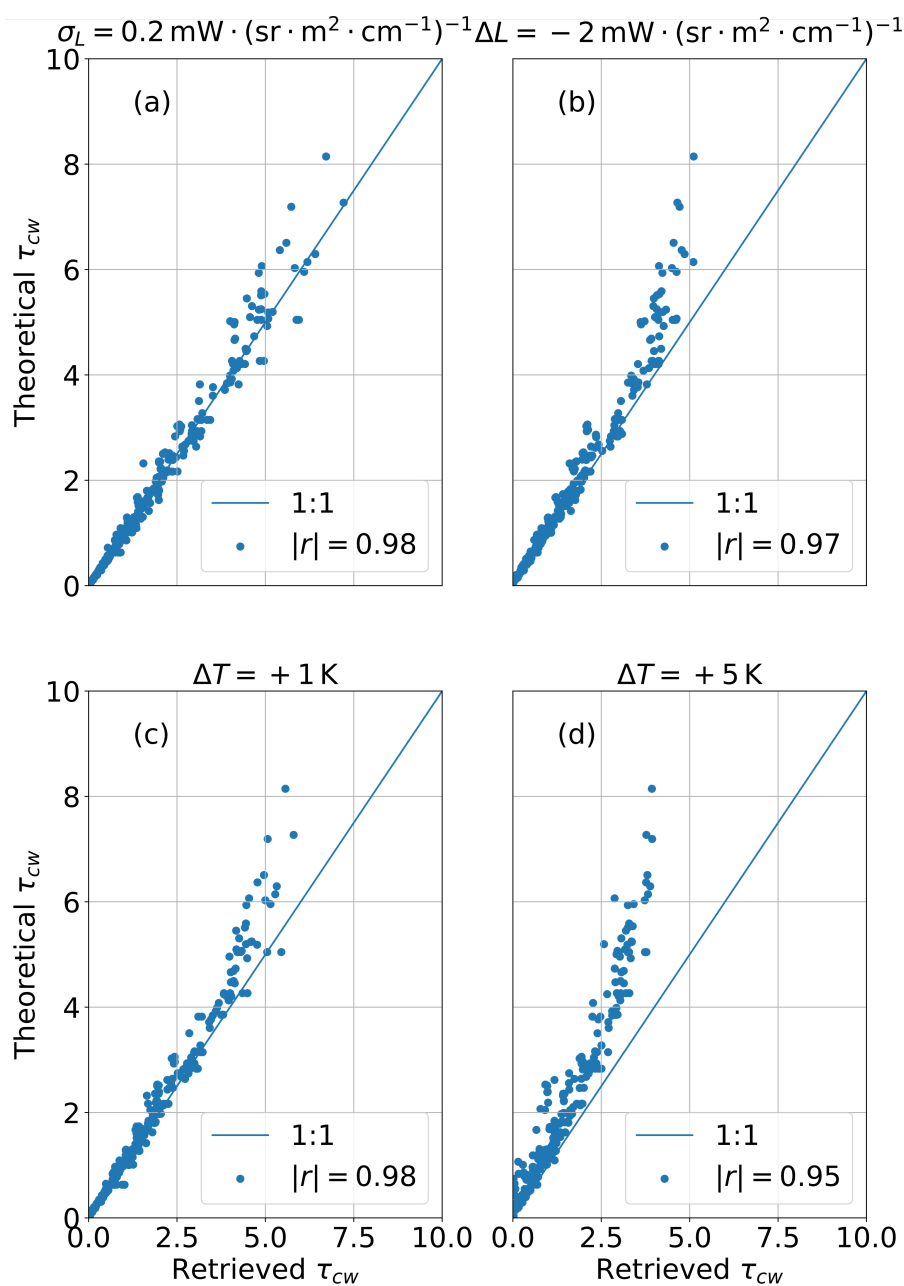 σ_L = 0.2 mW · (sr · m² · cm⁻¹)⁻¹
(a)
10
8
6
4
2
0
Theoretical τ_cw
1:1
|r| = 0.98
ΔL = −2 mW · (sr · m² · cm⁻¹)⁻¹
(b)
1:1
|r| = 0.97
ΔT = +1 K
(c)
10
8
6
4
2
0
Theoretical τ_cw
1:1
|r| = 0.98
0.0 2.5 5.0 7.5 10.0
Retrieved τ_cw
ΔT = +5 K
(d)
1:1
|r| = 0.95
0.0 2.5 5.0 7.5 10.0
Retrieved τ_cw